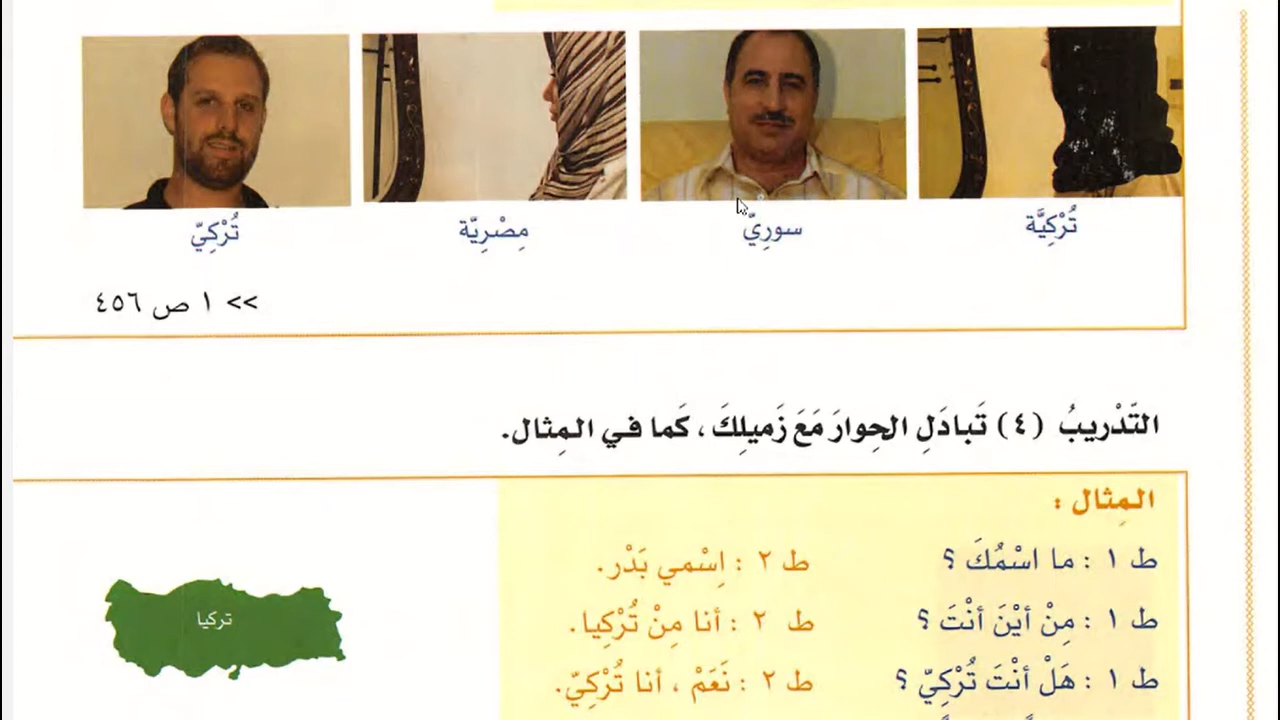 تُرْكِيَّة سورِيّ مِصْرِيَّة تُرْكِيّ
>> ١ ص ٤٥٦
التَّدْريبُ (٤) تَبادَلِ الحِوارَ مَعَ زَميلِكَ ، كَما في المِثال.
المِثال :
ط ١ : ما اسْمُكَ ؟ ط ٢ : اِسْمي بَدْر.
ط ١ : مِنْ أيْنَ أنْتَ ؟ ط ٢ : أنا مِنْ تُرْكِيا.
تركيا
ط ١ : هَلْ أنْتَ تُرْكِيّ ؟ ط ٢ : نَعَمْ ، أنا تُرْكِيّ.